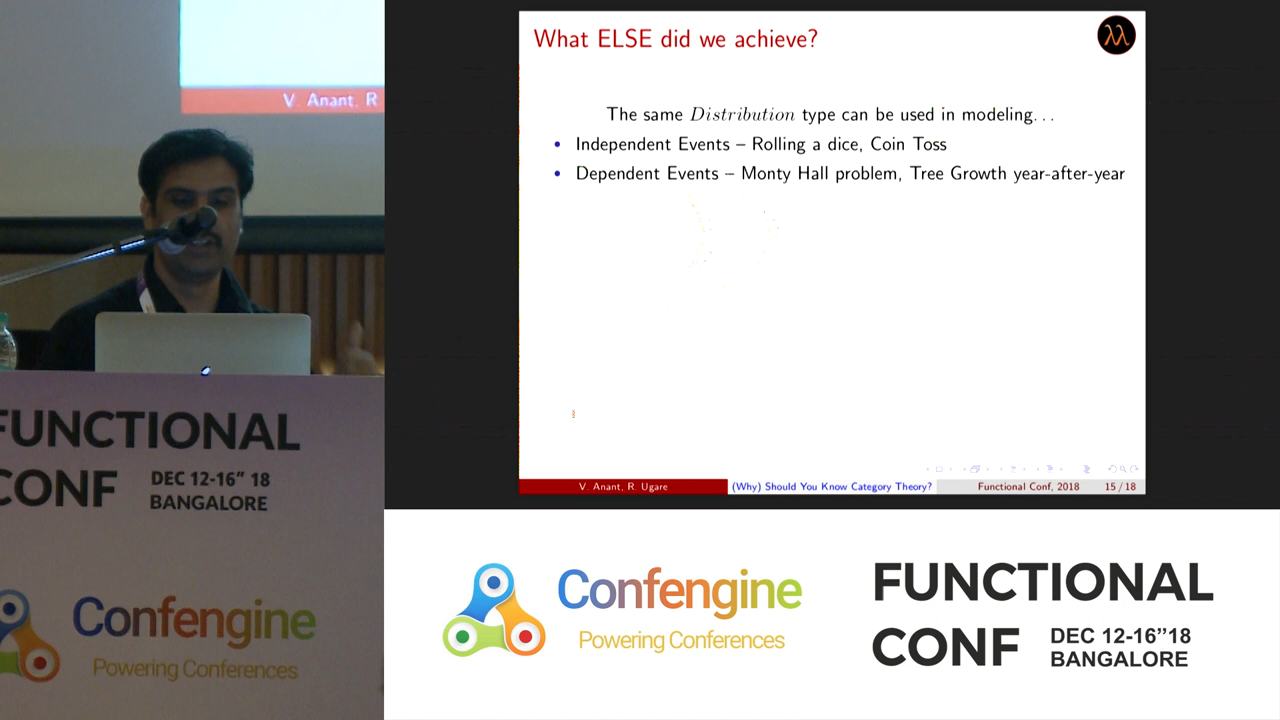 V. Anant, R
FUNCTIONAL
CONF DEC 12-16" 18
BANGALORE
Confengine
Powering Conferences
What ELSE did we achieve?
λλ
The same Distribution type can be used in modeling...
• Independent Events – Rolling a dice, Coin Toss
• Dependent Events – Monty Hall problem, Tree Growth year-after-year
V. Anant, R. Ugare (Why) Should You Know Category Theory? Functional Conf, 2018 15 / 18
Confengine
Powering Conferences
FUNCTIONAL
CONF DEC 12-16"18
BANGALORE